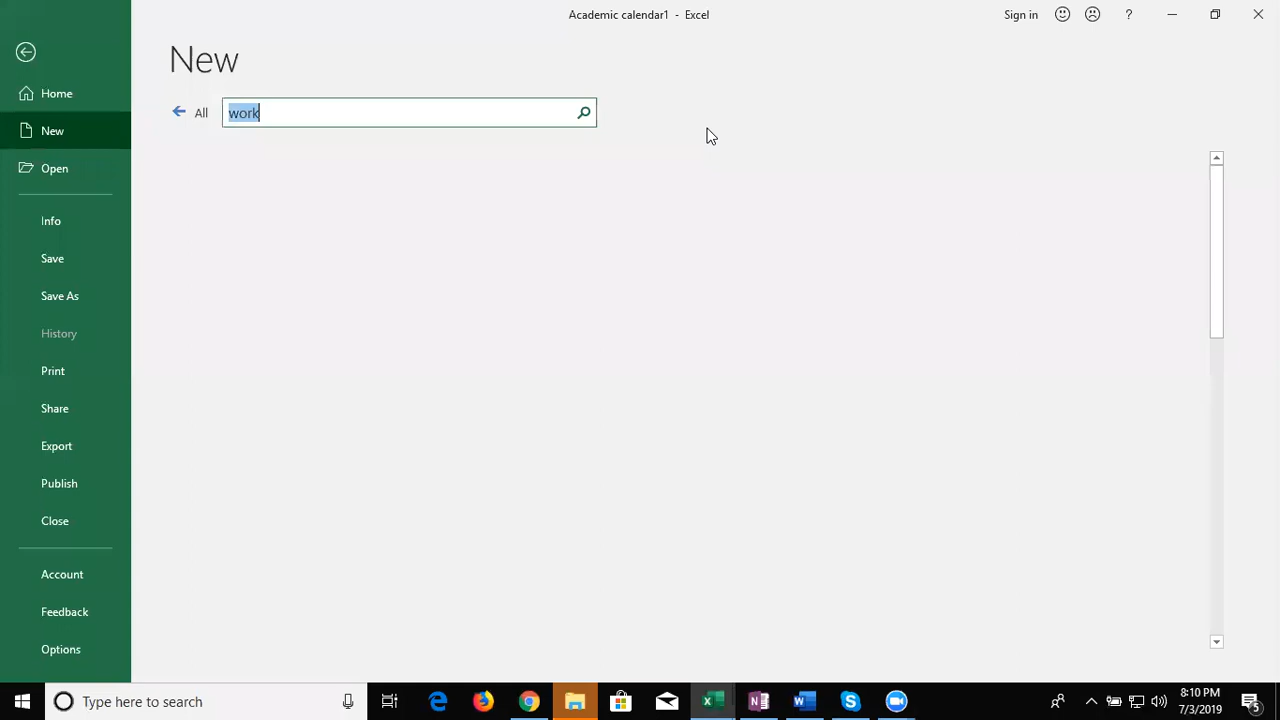 Academic calendar1 - Excel
Sign in
?
New
All
work
Home
New
Open
Info
Save
Save As
History
Print
Share
Export
Publish
Close
Account
Feedback
Options
Type here to search
8:10 PM
7/3/2019
5